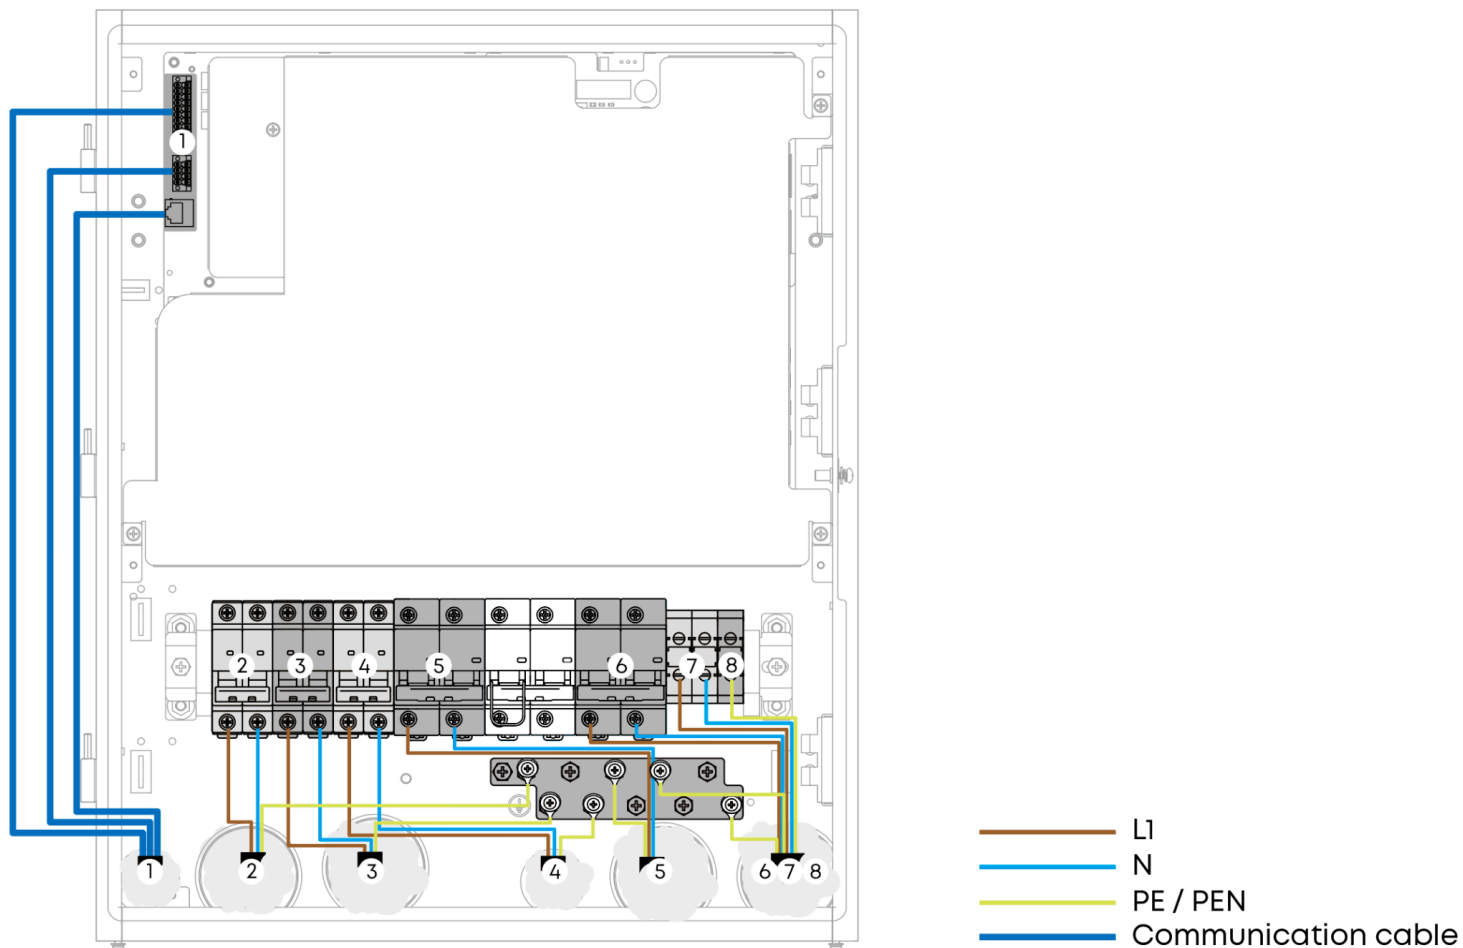 1
2 3 4 5 6 7 8
1 2 3 4 5 6 7 8
L1
N
PE / PEN
Communication cable